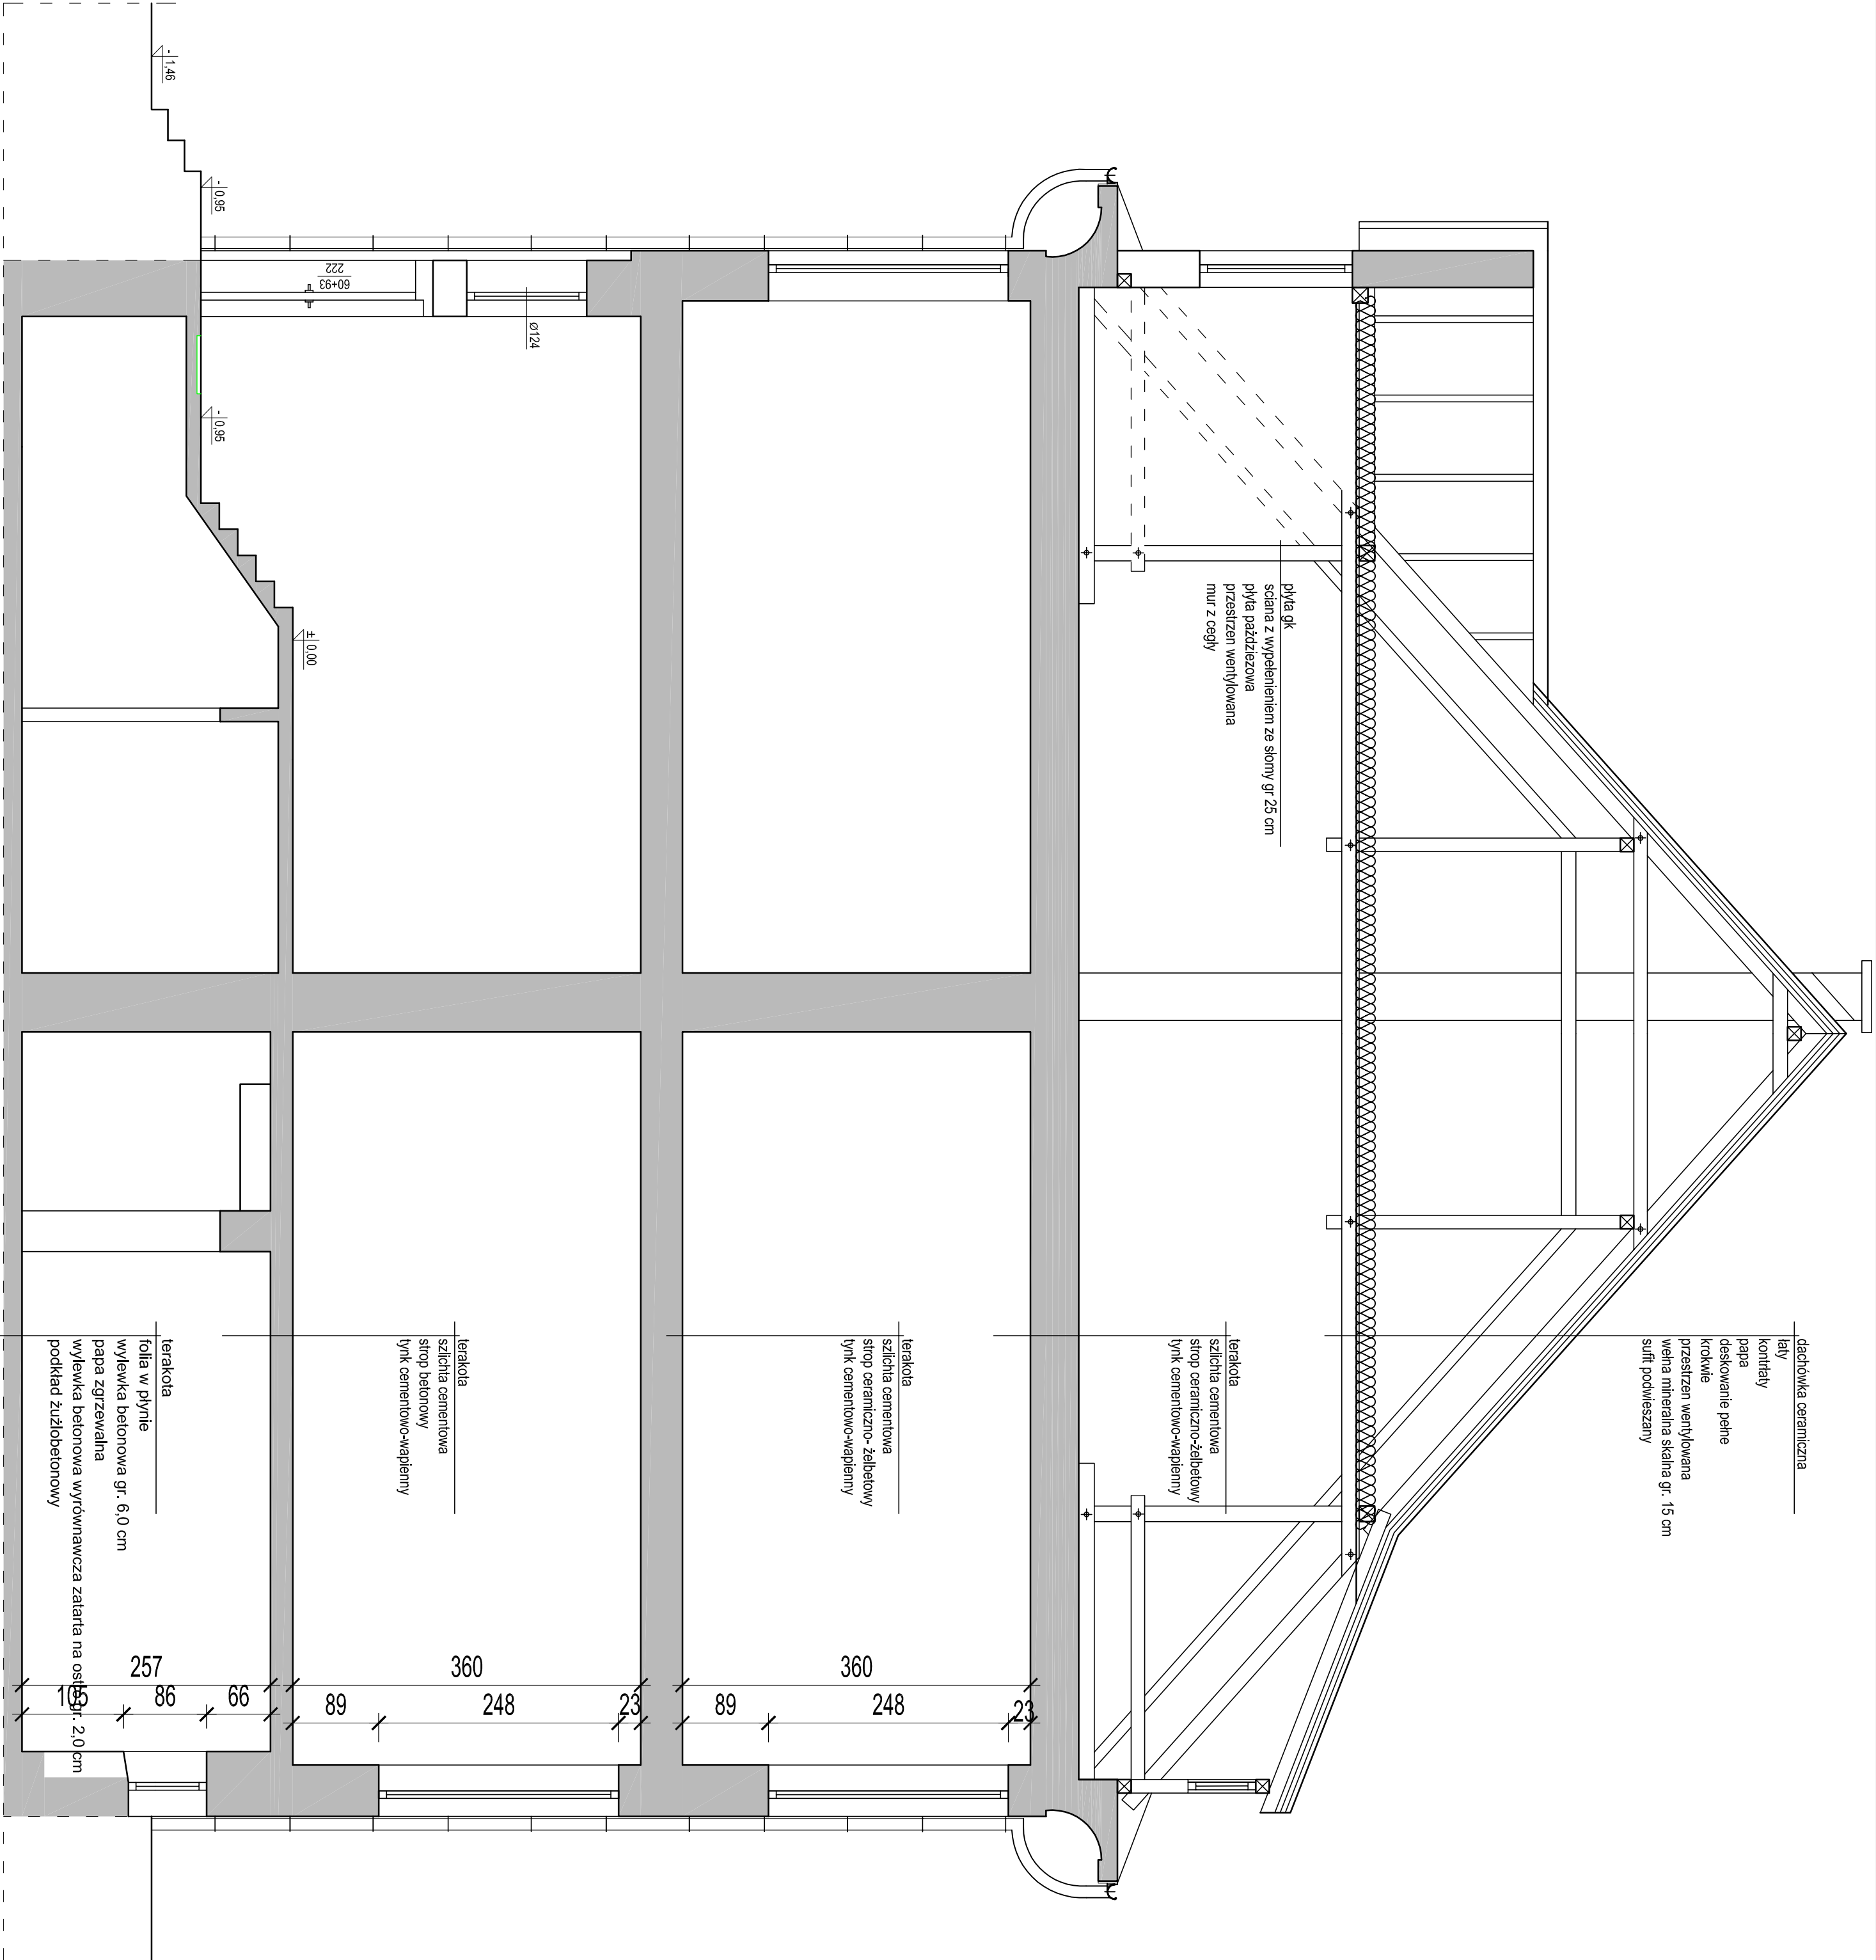 dachówka ceramiczna
łaty
kontrłaty
papa
deskowanie pełne
krokwie
przestrzen wentylowana
wełna mineralna skalna gr. 15 cm
sufit podwieszany
płyta gk
sciana z wypełenieniem ze słomy gr 25 cm
płyta paździezowa
przestrzen wentylowana
mur z cegły
terakota
szlichta cementowa
strop ceramiczno-żelbetowy
tynk cementowo-wapienny
terakota
szlichta cementowa
strop ceramiczno- żelbetowy
tynk cementowo-wapienny
terakota
szlichta cementowa
strop betonowy
tynk cementowo-wapienny
terakota
folia w płynie
wylewka betonowa gr. 6,0 cm
papa zgrzewalna
wylewka betonowa wyrównawcza zatarta na ostro gr. 2,0 cm
podkład żużlobetonowy
Ø124
60+93
222
± 0,00
- 0,95
- 0,95
- 1,46
257
105
86
66
360
89
248
23
360
89
248
23